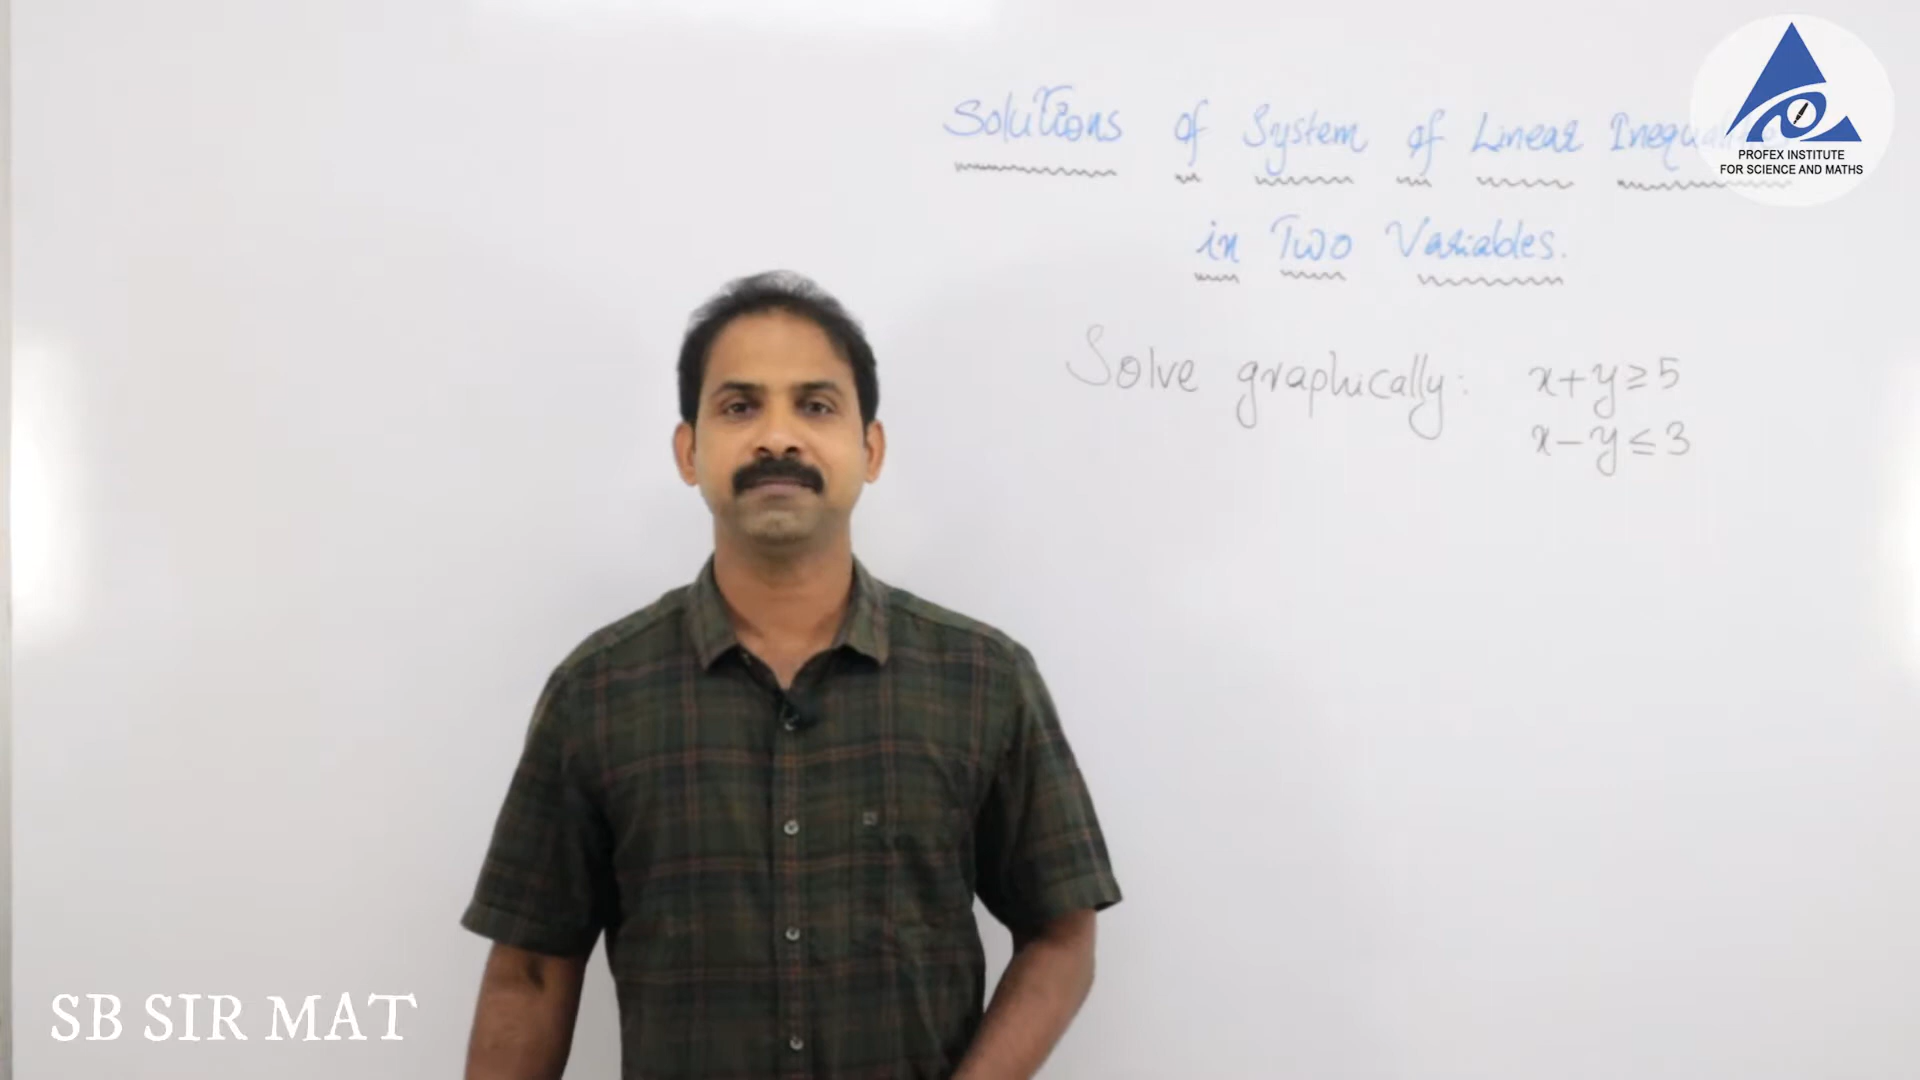 Solutions of System of Linear
in Two Variables.
Solve graphically: x+y≥5
x-y≤3
PROFEX INSTITUTE
FOR SCIENCE AND MATHS
SB SIR MAT